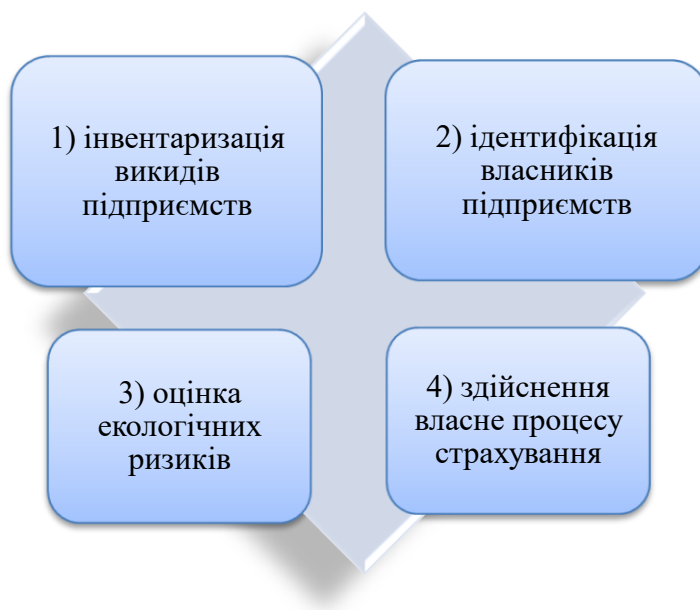 1) інвентаризація
викидів
підприємств
2) ідентифікація
власників
підприємств
3) оцінка
екологічних
ризиків
4) здійснення
власне процесу
страхування